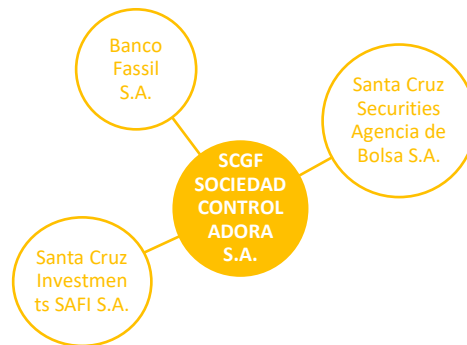 Banco
Fassil
S.A.
Santa Cruz
Securities
Agencia de
Bolsa S.A.
SCGF
SOCIEDAD
CONTROL
ADORA
S.A.
Santa Cruz
Investmen
ts SAFI S.A.